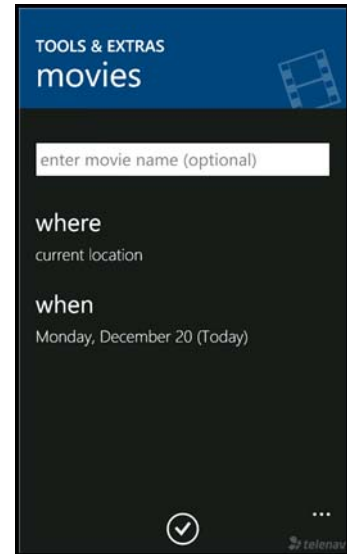 TOOLS & EXTRAS
movies
enter movie name (optional)
where
current location
when
Monday, December 20 (Today)
...
telenav